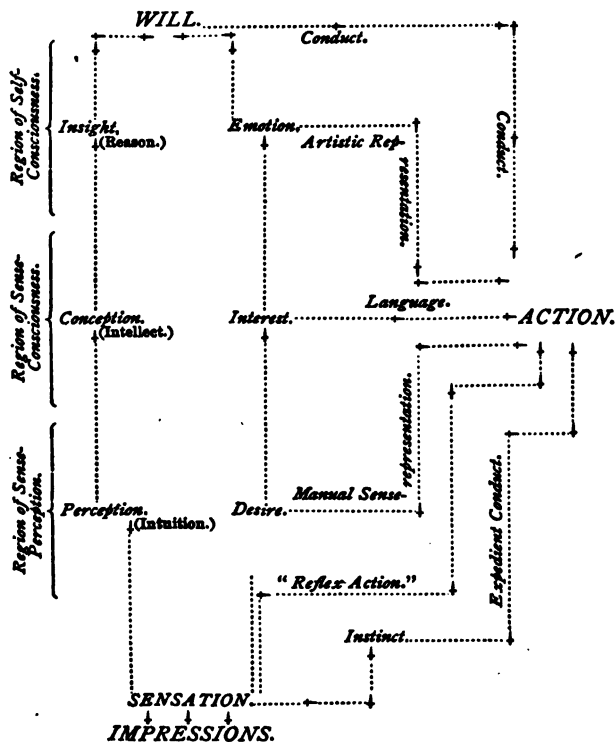 WILL.
Conduct.
Region of Self-
Consciousness.
Insight.
(Reason.)
Emotion.
Artistic Rep-
resentation.
Conduct.
Region of Sense-
Consciousness.
Conception.
(Intellect.)
Interest.
Language.
ACTION.
Region of Sense-
Perception.
Perception.
(Intuition.)
Desire.
Manual Sense-
representation.
Expedient Conduct.
“Reflex Action.”
Instinct.
SENSATION.
IMPRESSIONS.